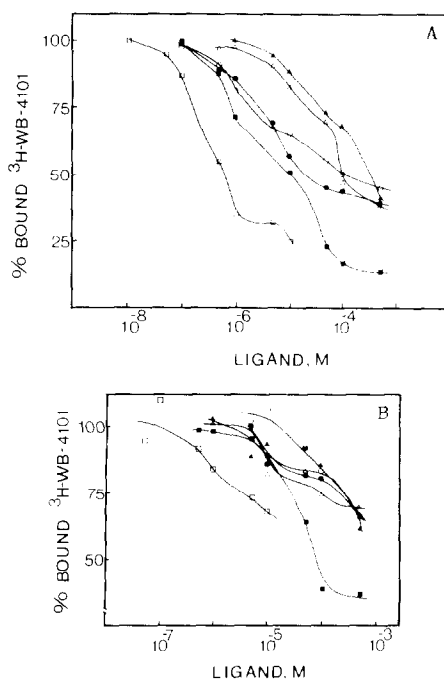 A
100
75
50
25
% BOUND ³H-WB-4101
10⁻⁸ 10⁻⁶ 10⁻⁴
LIGAND, M
B
100
75
50
% BOUND ³H-WB-4101
10⁻⁷ 10⁻⁵ 10⁻³
LIGAND. M